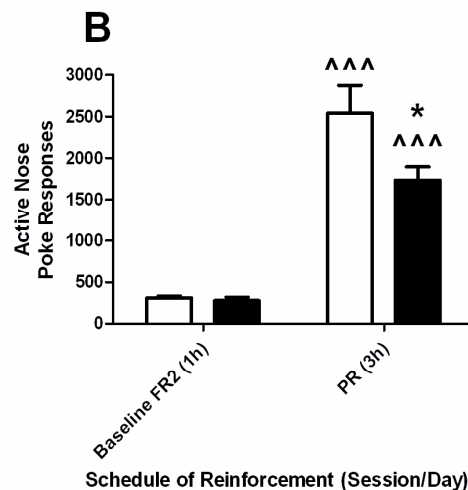 B
Active Nose
Poke Responses
3000
2500
2000
1500
1000
500
0
^^^
*
^^^
Baseline FR2 (1h)
PR (3h)
Schedule of Reinforcement (Session/Day)